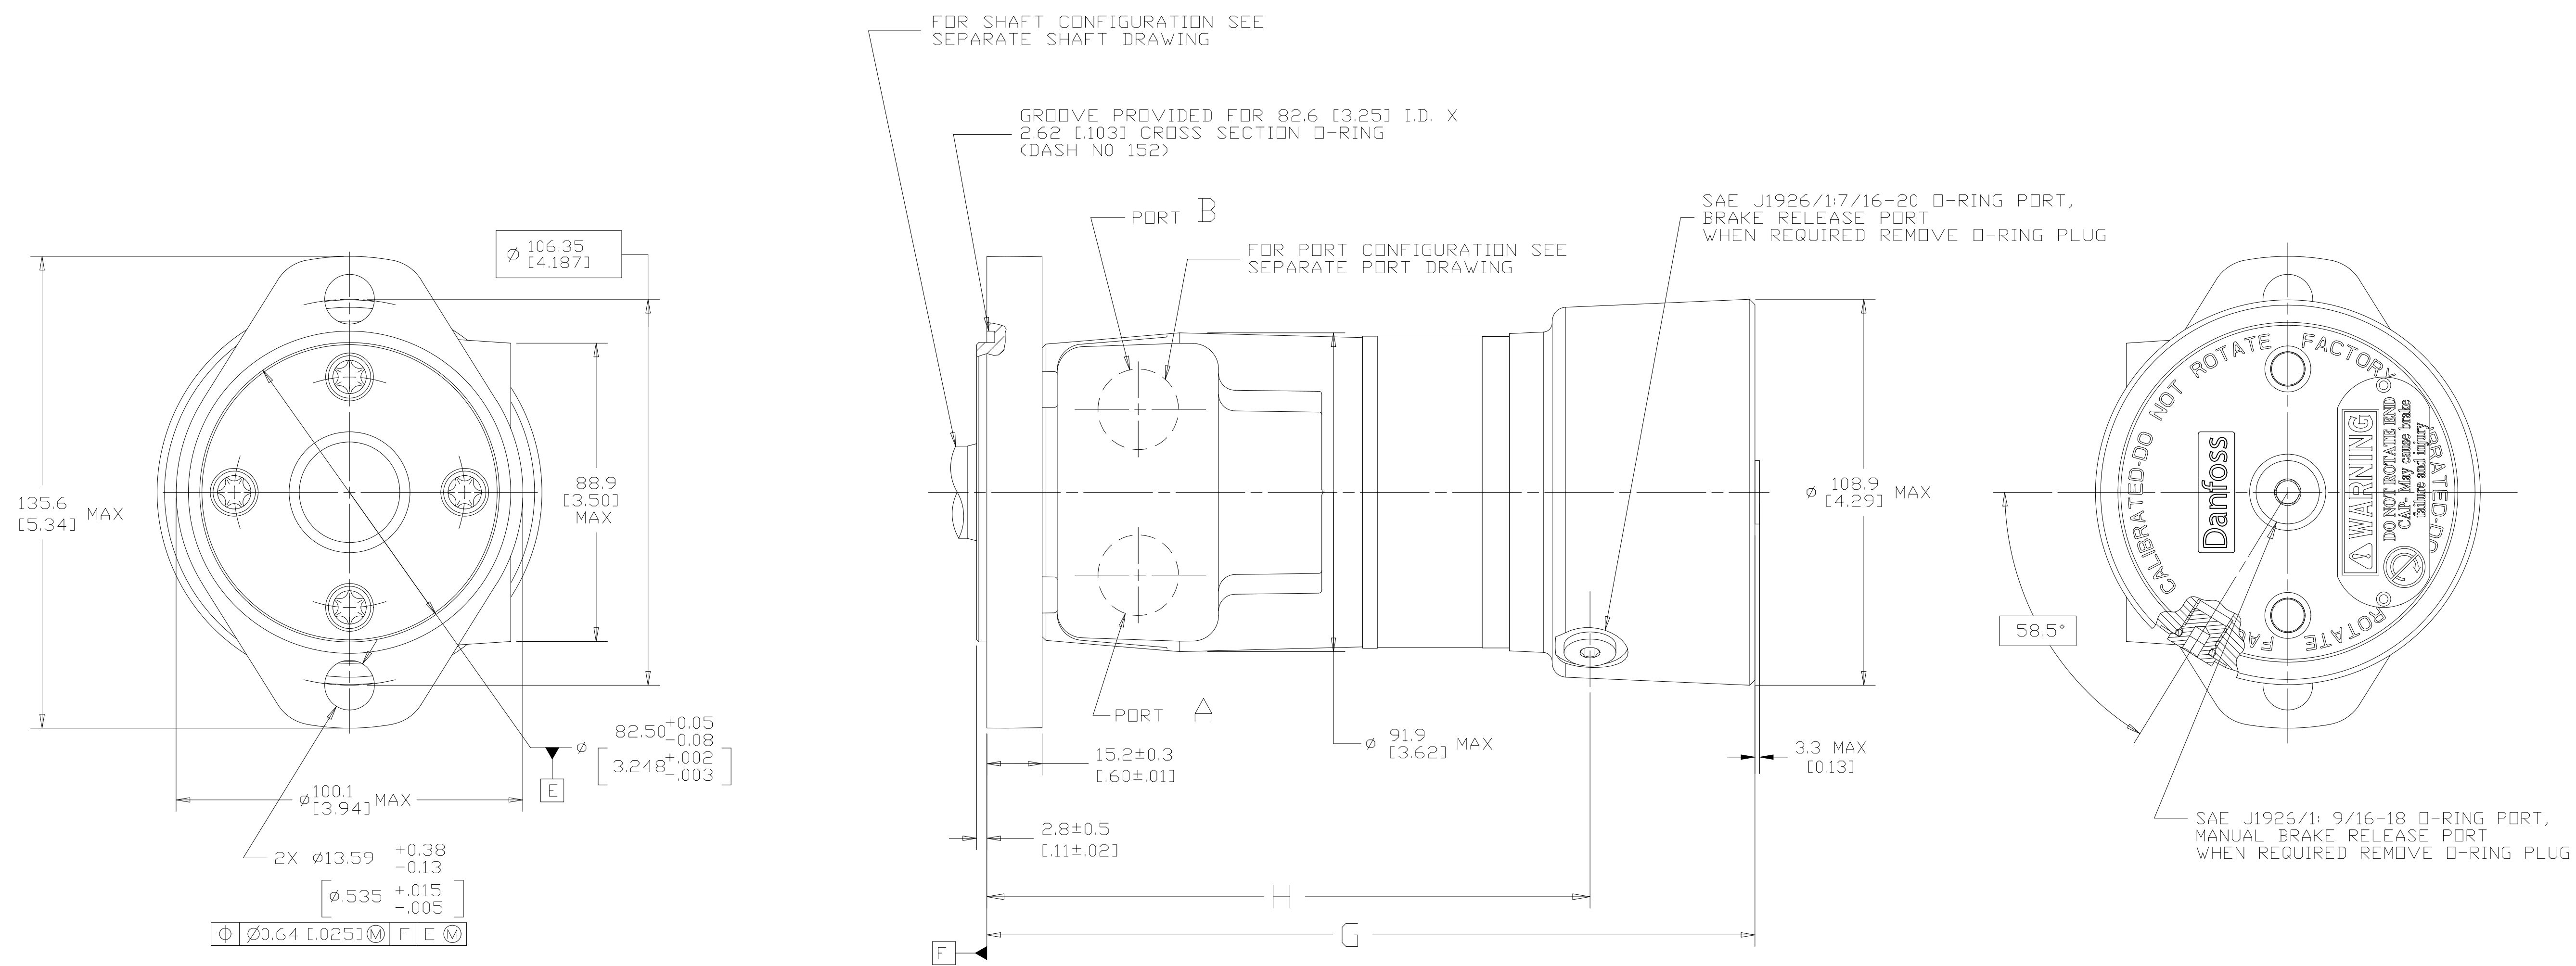 FOR SHAFT CONFIGURATION SEE
SEPARATE SHAFT DRAWING
GROOVE PROVIDED FOR 82.6 [3.25] I.D. X
2.62 [.103] CROSS SECTION O-RING
(DASH NO 152)
PORT B
FOR PORT CONFIGURATION SEE
SEPARATE PORT DRAWING
SAE J1926/1:7/16-20 O-RING PORT,
BRAKE RELEASE PORT
WHEN REQUIRED REMOVE O-RING PLUG
Ø 106.35
[4.187]
135.6
[5.34] MAX
88.9
[3.50]
MAX
Ø 82.50 +0.05
-0.08
[3.248 +.002
-.003]
E
Ø 100.1
[3.94] MAX
2X Ø13.59 +0.38
-0.13
[Ø.535 +.015
-.005]
⌖ Ø0.64 [.025] Ⓜ F E Ⓜ
PORT A
15.2±0.3
[.60±.01]
2.8±0.5
[.11±.02]
Ø 91.9
[3.62] MAX
Ø 108.9
[4.29] MAX
3.3 MAX
[0.13]
H
G
F
CALIBRATED-DO NOT ROTATE FACTORY
BRATED-DO
ROTATE FAC
Danfoss
WARNING
DO NOT ROTATE END
CAP- May cause brake
failure and injury
58.5°
SAE J1926/1: 9/16-18 O-RING PORT,
MANUAL BRAKE RELEASE PORT
WHEN REQUIRED REMOVE O-RING PLUG